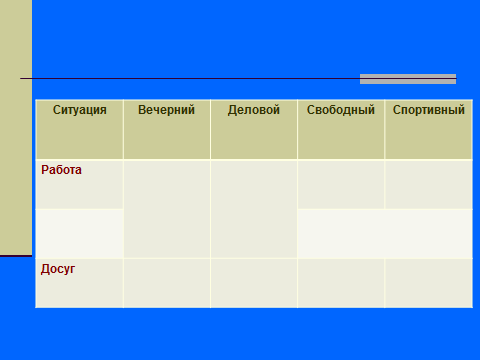 Ситуация Вечерний Деловой Свободный Спортивный
Работа
Досуг